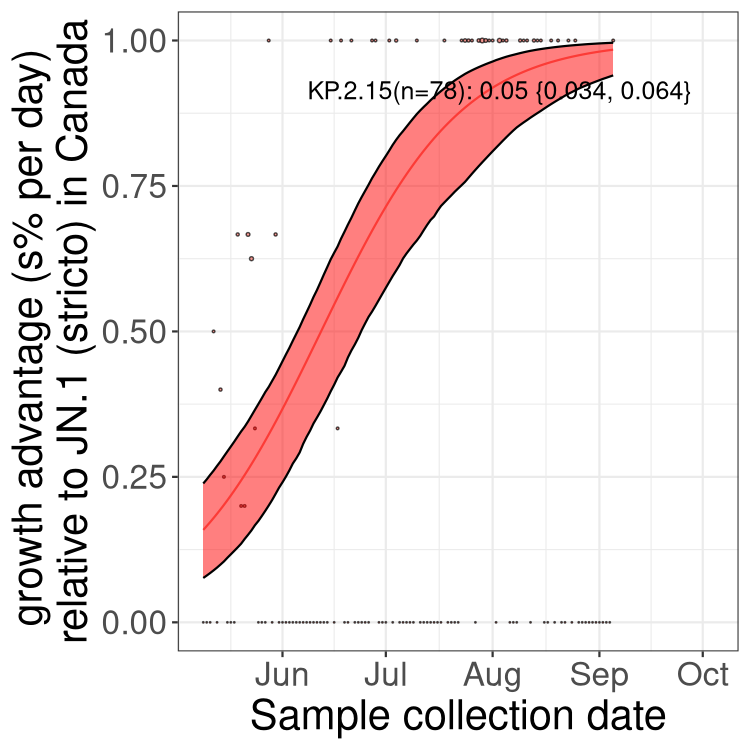 growth advantage (s% per day)
relative to JN.1 (stricto) in Canada
1.00
0.75
0.50
0.25
0.00
KP.2.15(n=78): 0.05 {0.034, 0.064}
Jun Jul Aug Sep Oct
Sample collection date